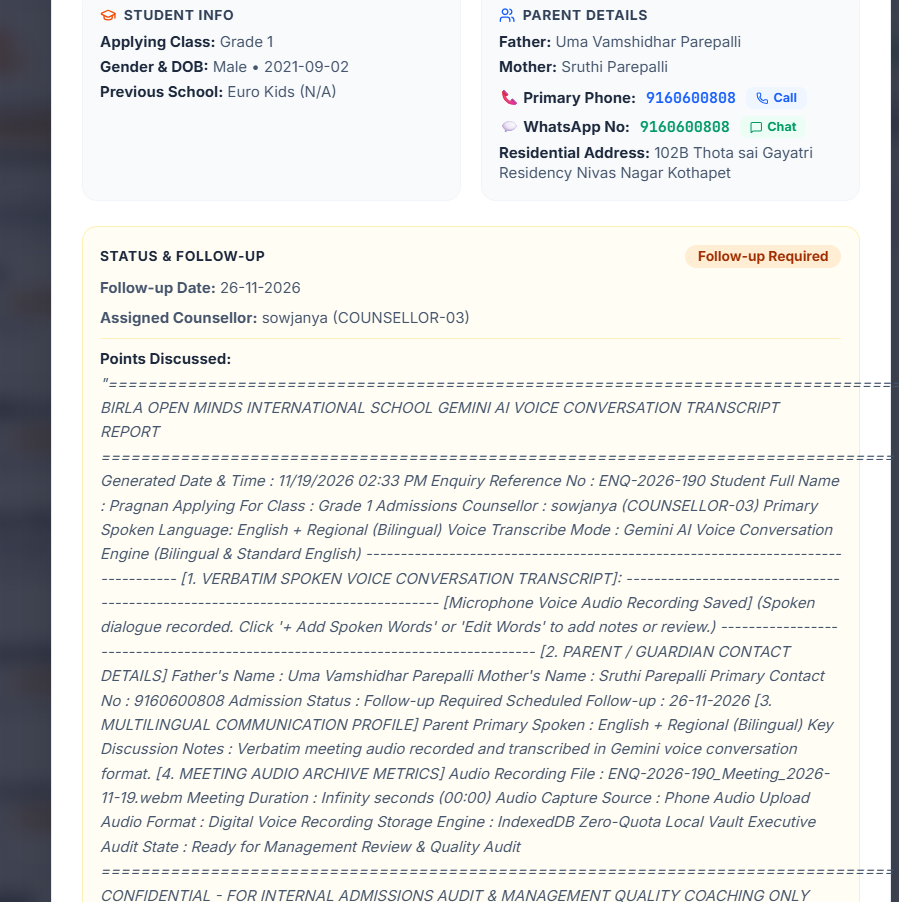 STUDENT INFO
Applying Class: Grade 1
Gender & DOB: Male • 2021-09-02
Previous School: Euro Kids (N/A)
PARENT DETAILS
Father: Uma Vamshidhar Parepalli
Mother: Sruthi Parepalli
Primary Phone: 9160600808 Call
WhatsApp No: 9160600808 Chat
Residential Address: 102B Thota sai Gayatri
Residency Nivas Nagar Kothapet
STATUS & FOLLOW-UP Follow-up Required
Follow-up Date: 26-11-2026
Assigned Counsellor: sowjanya (COUNSELLOR-03)
Points Discussed:
"================================================================================
BIRLA OPEN MINDS INTERNATIONAL SCHOOL GEMINI AI VOICE CONVERSATION TRANSCRIPT
REPORT
================================================================================
Generated Date & Time : 11/19/2026 02:33 PM Enquiry Reference No : ENQ-2026-190 Student Full Name
: Pragnan Applying For Class : Grade 1 Admissions Counsellor : sowjanya (COUNSELLOR-03) Primary
Spoken Language: English + Regional (Bilingual) Voice Transcribe Mode : Gemini AI Voice Conversation
Engine (Bilingual & Standard English) ---------------------------------------------------------------------
----------- [1. VERBATIM SPOKEN VOICE CONVERSATION TRANSCRIPT]: -------------------------------
------------------------------------------------- [Microphone Voice Audio Recording Saved] (Spoken
dialogue recorded. Click '+ Add Spoken Words' or 'Edit Words' to add notes or review.) -----------------
--------------------------------------------------------------- [2. PARENT / GUARDIAN CONTACT
DETAILS] Father's Name : Uma Vamshidhar Parepalli Mother's Name : Sruthi Parepalli Primary Contact
No : 9160600808 Admission Status : Follow-up Required Scheduled Follow-up : 26-11-2026 [3.
MULTILINGUAL COMMUNICATION PROFILE] Parent Primary Spoken : English + Regional (Bilingual) Key
Discussion Notes : Verbatim meeting audio recorded and transcribed in Gemini voice conversation
format. [4. MEETING AUDIO ARCHIVE METRICS] Audio Recording File : ENQ-2026-190_Meeting_2026-
11-19.webm Meeting Duration : Infinity seconds (00:00) Audio Capture Source : Phone Audio Upload
Audio Format : Digital Voice Recording Storage Engine : IndexedDB Zero-Quota Local Vault Executive
Audit State : Ready for Management Review & Quality Audit
================================================================================
CONFIDENTIAL - FOR INTERNAL ADMISSIONS AUDIT & MANAGEMENT QUALITY COACHING ONLY